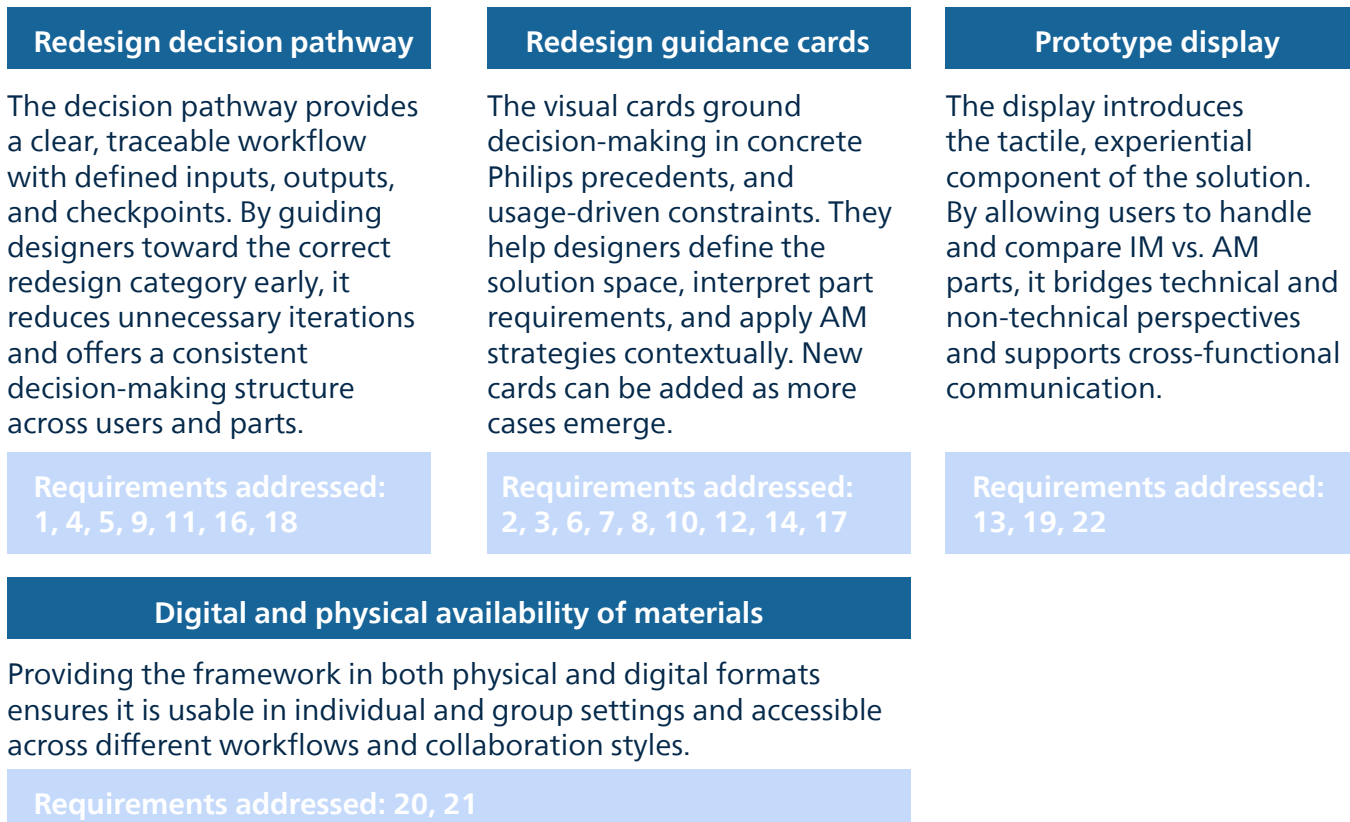 Redesign decision pathway
The decision pathway provides
a clear, traceable workflow
with defined inputs, outputs,
and checkpoints. By guiding
designers toward the correct
redesign category early, it
reduces unnecessary iterations
and offers a consistent
decision-making structure
across users and parts.
Requirements addressed:
1, 4, 5, 9, 11, 16, 18
Redesign guidance cards
The visual cards ground
decision-making in concrete
Philips precedents, and
usage-driven constraints. They
help designers define the
solution space, interpret part
requirements, and apply AM
strategies contextually. New
cards can be added as more
cases emerge.
Requirements addressed:
2, 3, 6, 7, 8, 10, 12, 14, 17
Prototype display
The display introduces
the tactile, experiential
component of the solution.
By allowing users to handle
and compare IM vs. AM
parts, it bridges technical and
non-technical perspectives
and supports cross-functional
communication.
Requirements addressed:
13, 19, 22
Digital and physical availability of materials
Providing the framework in both physical and digital formats
ensures it is usable in individual and group settings and accessible
across different workflows and collaboration styles.
Requirements addressed: 20, 21